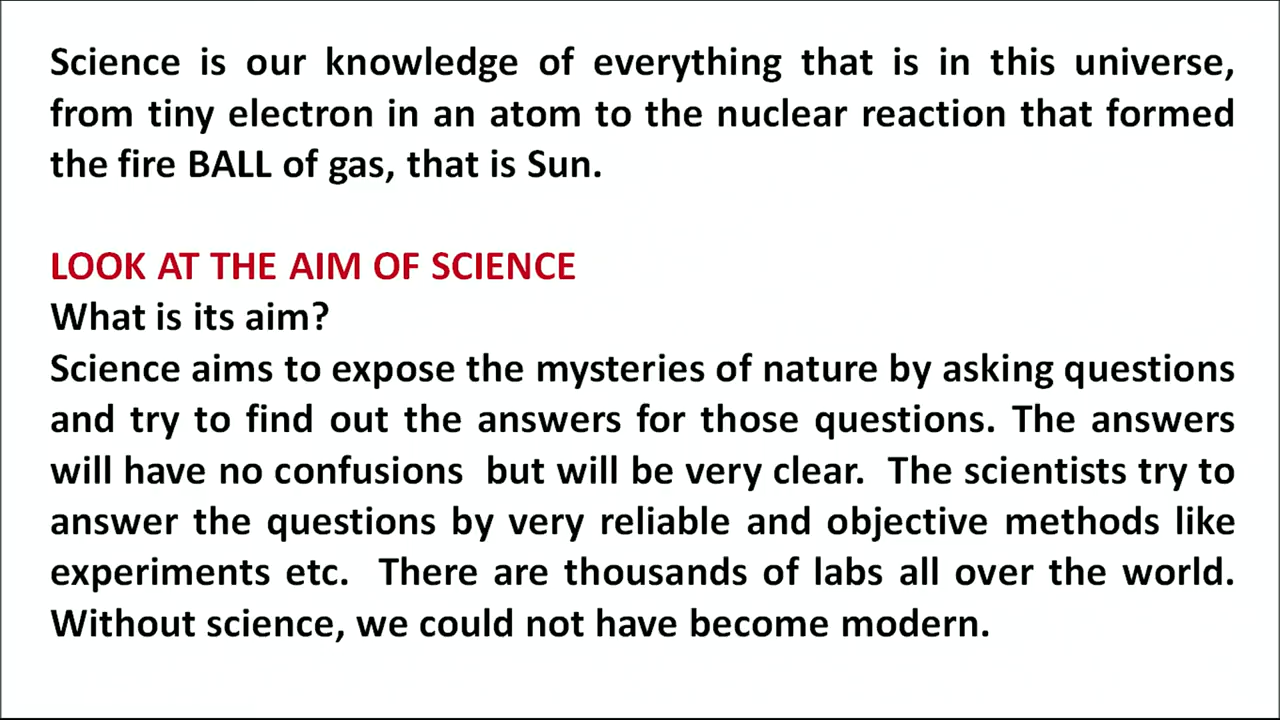 Science is our knowledge of everything that is in this universe,
from tiny electron in an atom to the nuclear reaction that formed
the fire BALL of gas, that is Sun.
LOOK AT THE AIM OF SCIENCE
What is its aim?
Science aims to expose the mysteries of nature by asking questions
and try to find out the answers for those questions. The answers
will have no confusions  but will be very clear.  The scientists try to
answer the questions by very reliable and objective methods like
experiments etc.  There are thousands of labs all over the world.
Without science, we could not have become modern.